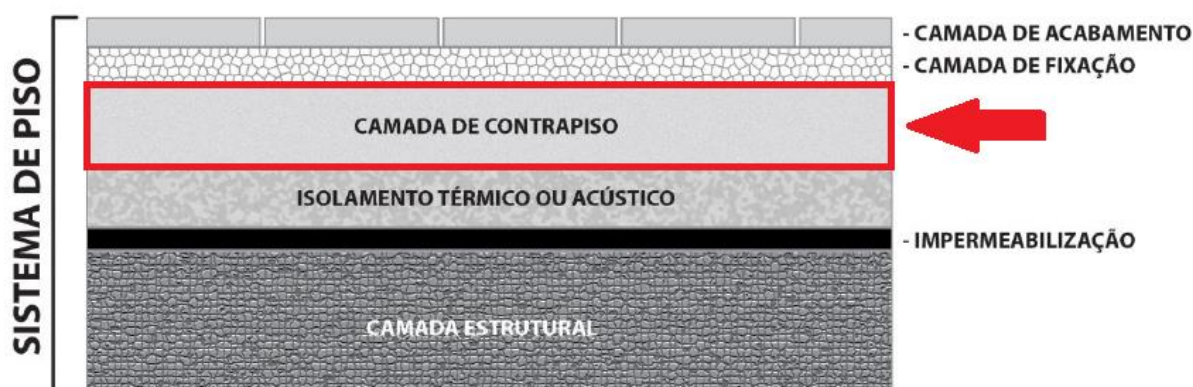 SISTEMA DE PISO
- CAMADA DE ACABAMENTO
- CAMADA DE FIXAÇÃO
CAMADA DE CONTRAPISO
ISOLAMENTO TÉRMICO OU ACÚSTICO
- IMPERMEABILIZAÇÃO
CAMADA ESTRUTURAL